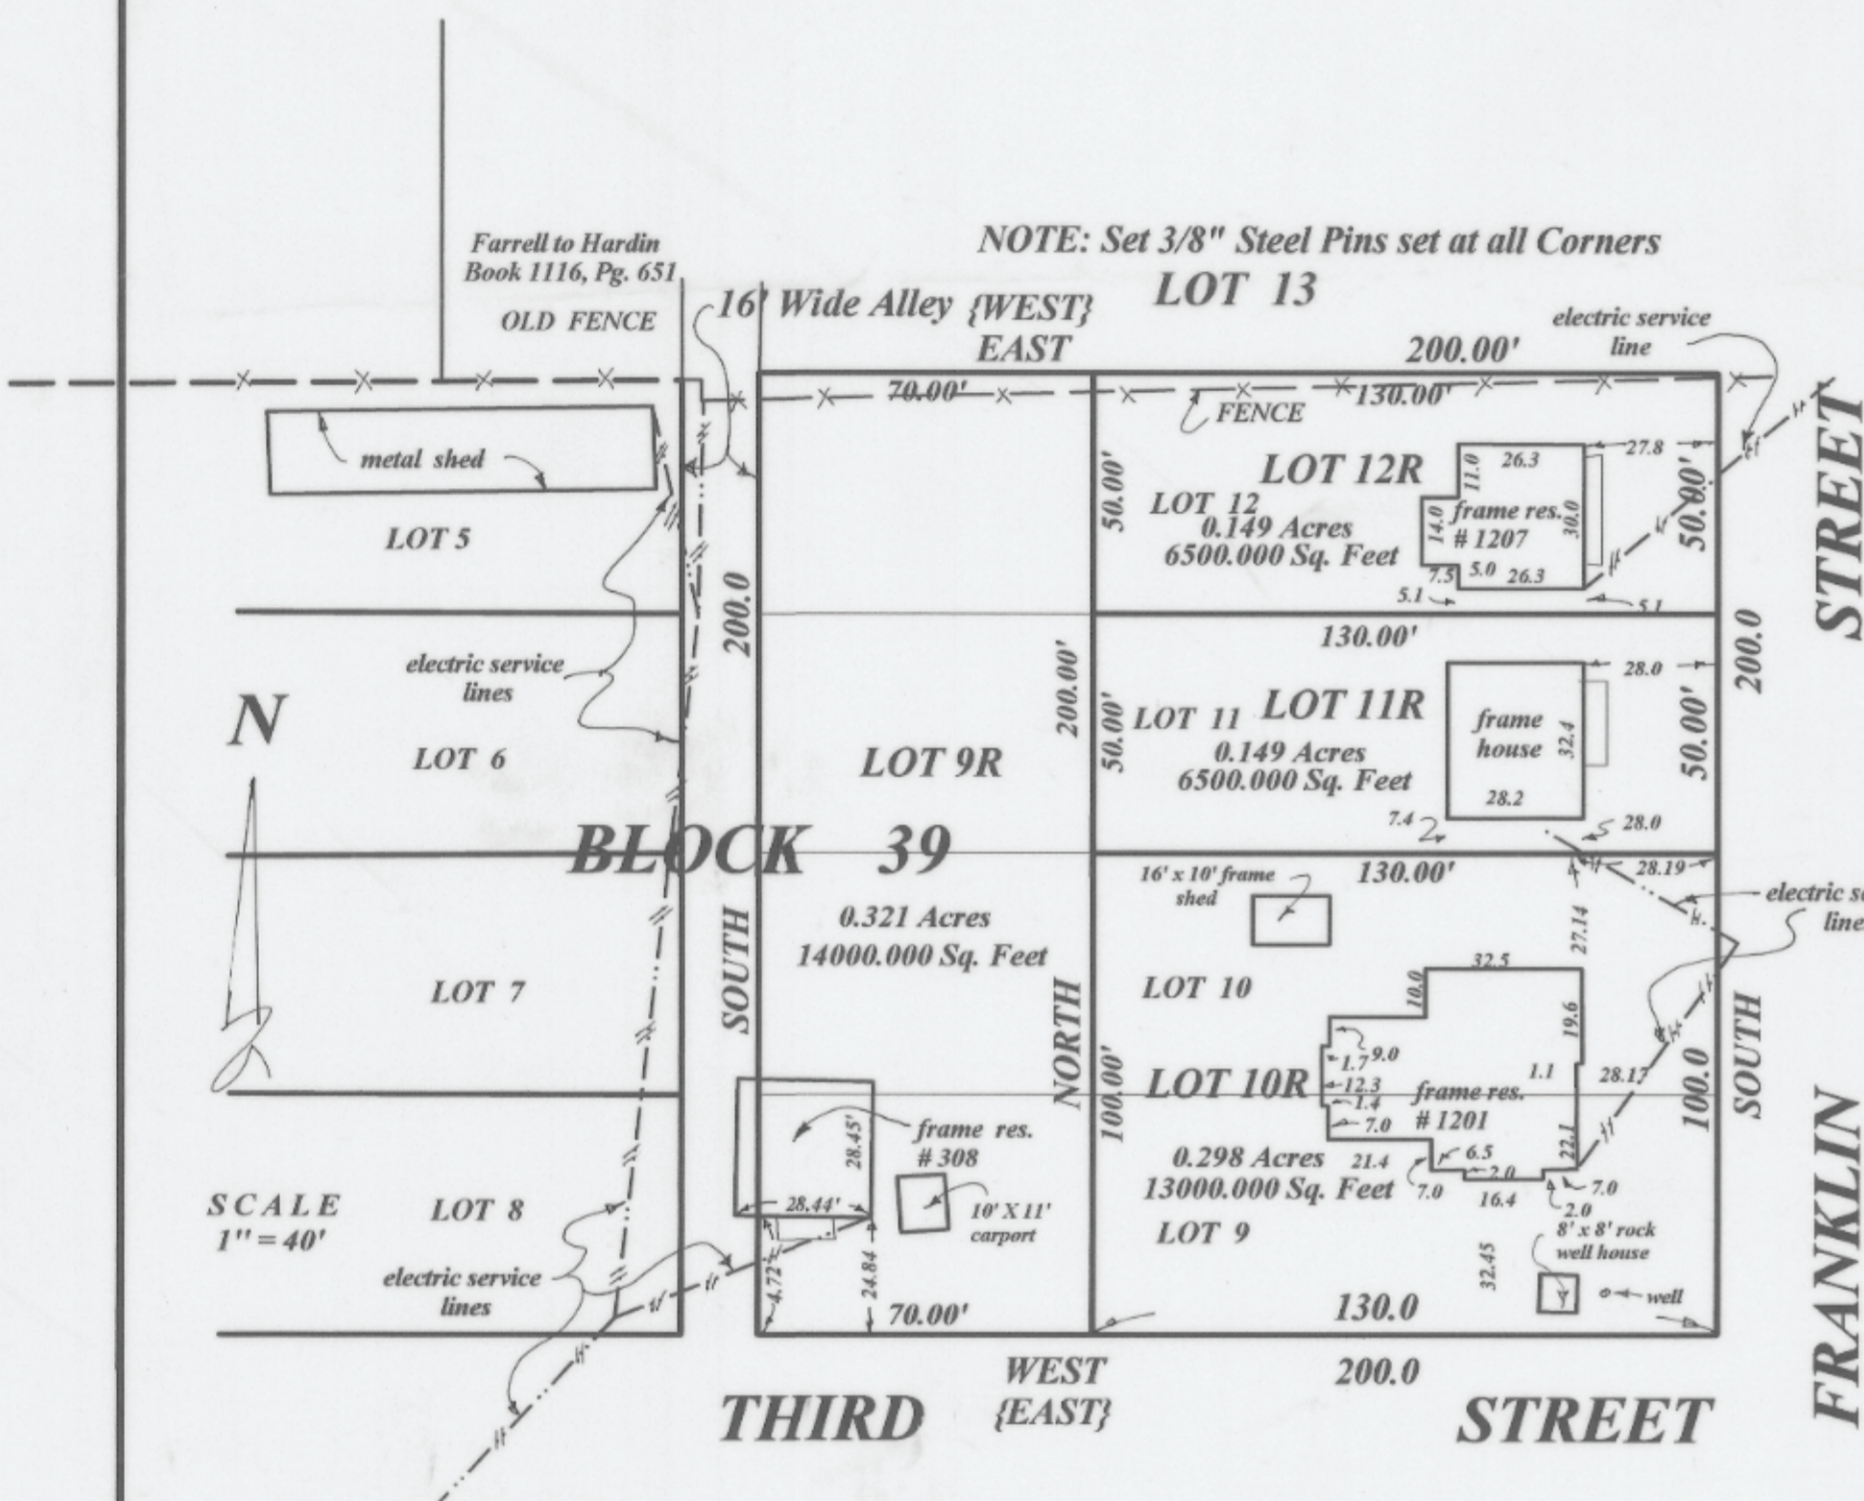 NOTE: Set 3/8" Steel Pins set at all Corners
Farrell to Hardin
Book 1116, Pg. 651
OLD FENCE
16' Wide Alley
{WEST}
EAST
LOT 13
200.00'
electric service
line
70.00'
130.00'
FENCE
metal shed
LOT 5
LOT 12R
LOT 12
0.149 Acres
6500.000 Sq. Feet
50.00'
11.0
26.3
27.8
14.0
frame res.
# 1207
30.0
50.00'
7.5
5.0
26.3
5.1
5.1
STREET
200.0
130.00'
200.0
electric service
lines
N
LOT 6
200.00'
50.00'
LOT 11
LOT 11R
0.149 Acres
6500.000 Sq. Feet
frame
house
32.4
28.2
28.0
50.00'
7.4
28.0
LOT 9R
BLOCK 39
0.321 Acres
14000.000 Sq. Feet
130.00'
28.19
16' x 10' frame
shed
27.14
electric
line
LOT 7
SOUTH
NORTH
LOT 10
32.5
10.0
19.6
SOUTH
1.7
9.0
12.3
1.4
7.0
LOT 10R
100.00'
frame res.
# 1201
1.1
28.17
100.0
22.1
0.298 Acres
13000.000 Sq. Feet
21.4
7.0
6.5
2.0
16.4
7.0
2.0
LOT 9
frame res.
# 308
28.45'
28.44'
10' X 11'
carport
4.72'
24.84
70.00'
SCALE
1" = 40'
LOT 8
electric service
lines
8' x 8' rock
well house
32.45
well
130.0
WEST
{EAST}
200.0
THIRD STREET
FRANKLIN